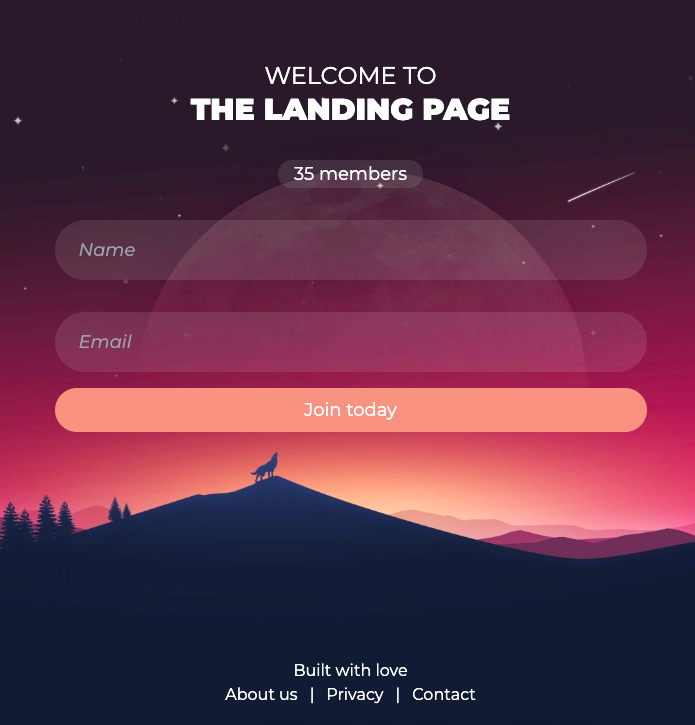 WELCOME TO
THE LANDING PAGE
35 members
Name
Email
Join today
Built with love
About us | Privacy | Contact